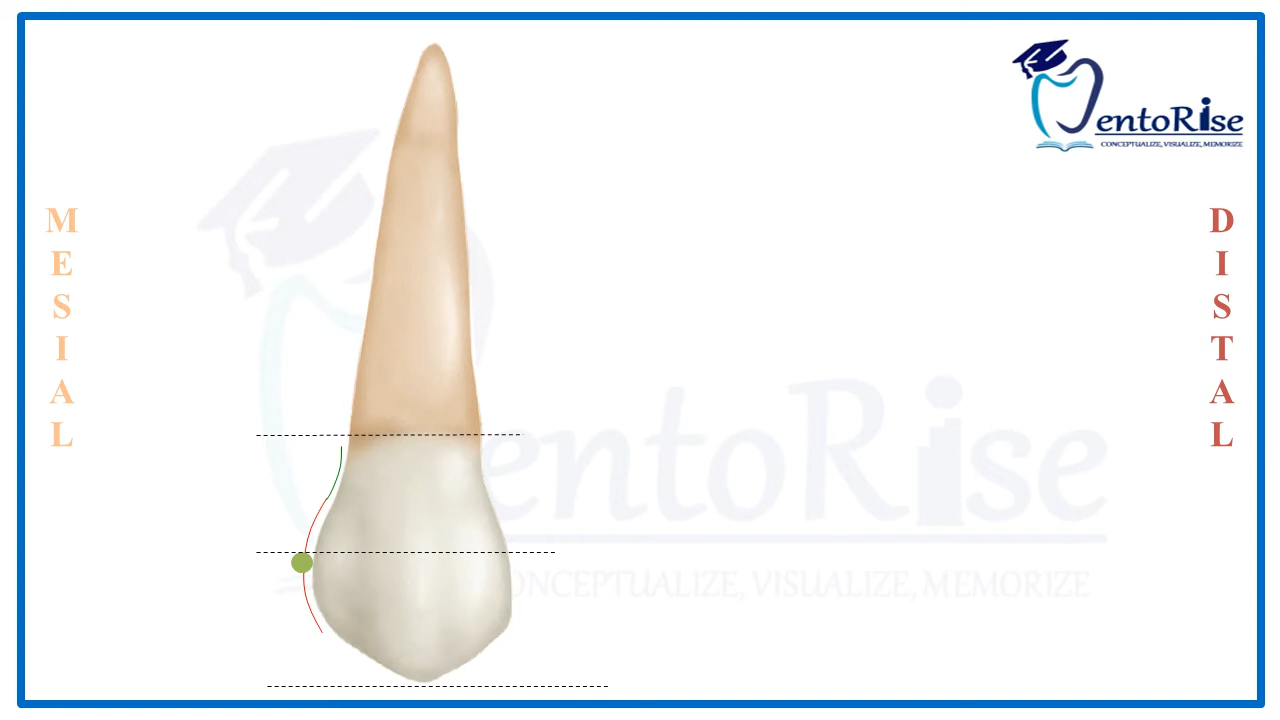 entoRise
CONCEPTUALIZE, VISUALIZE, MEMORIZE
MESIAL
DISTAL
entoRise
CONCEPTUALIZE, VISUALIZE, MEMORIZE